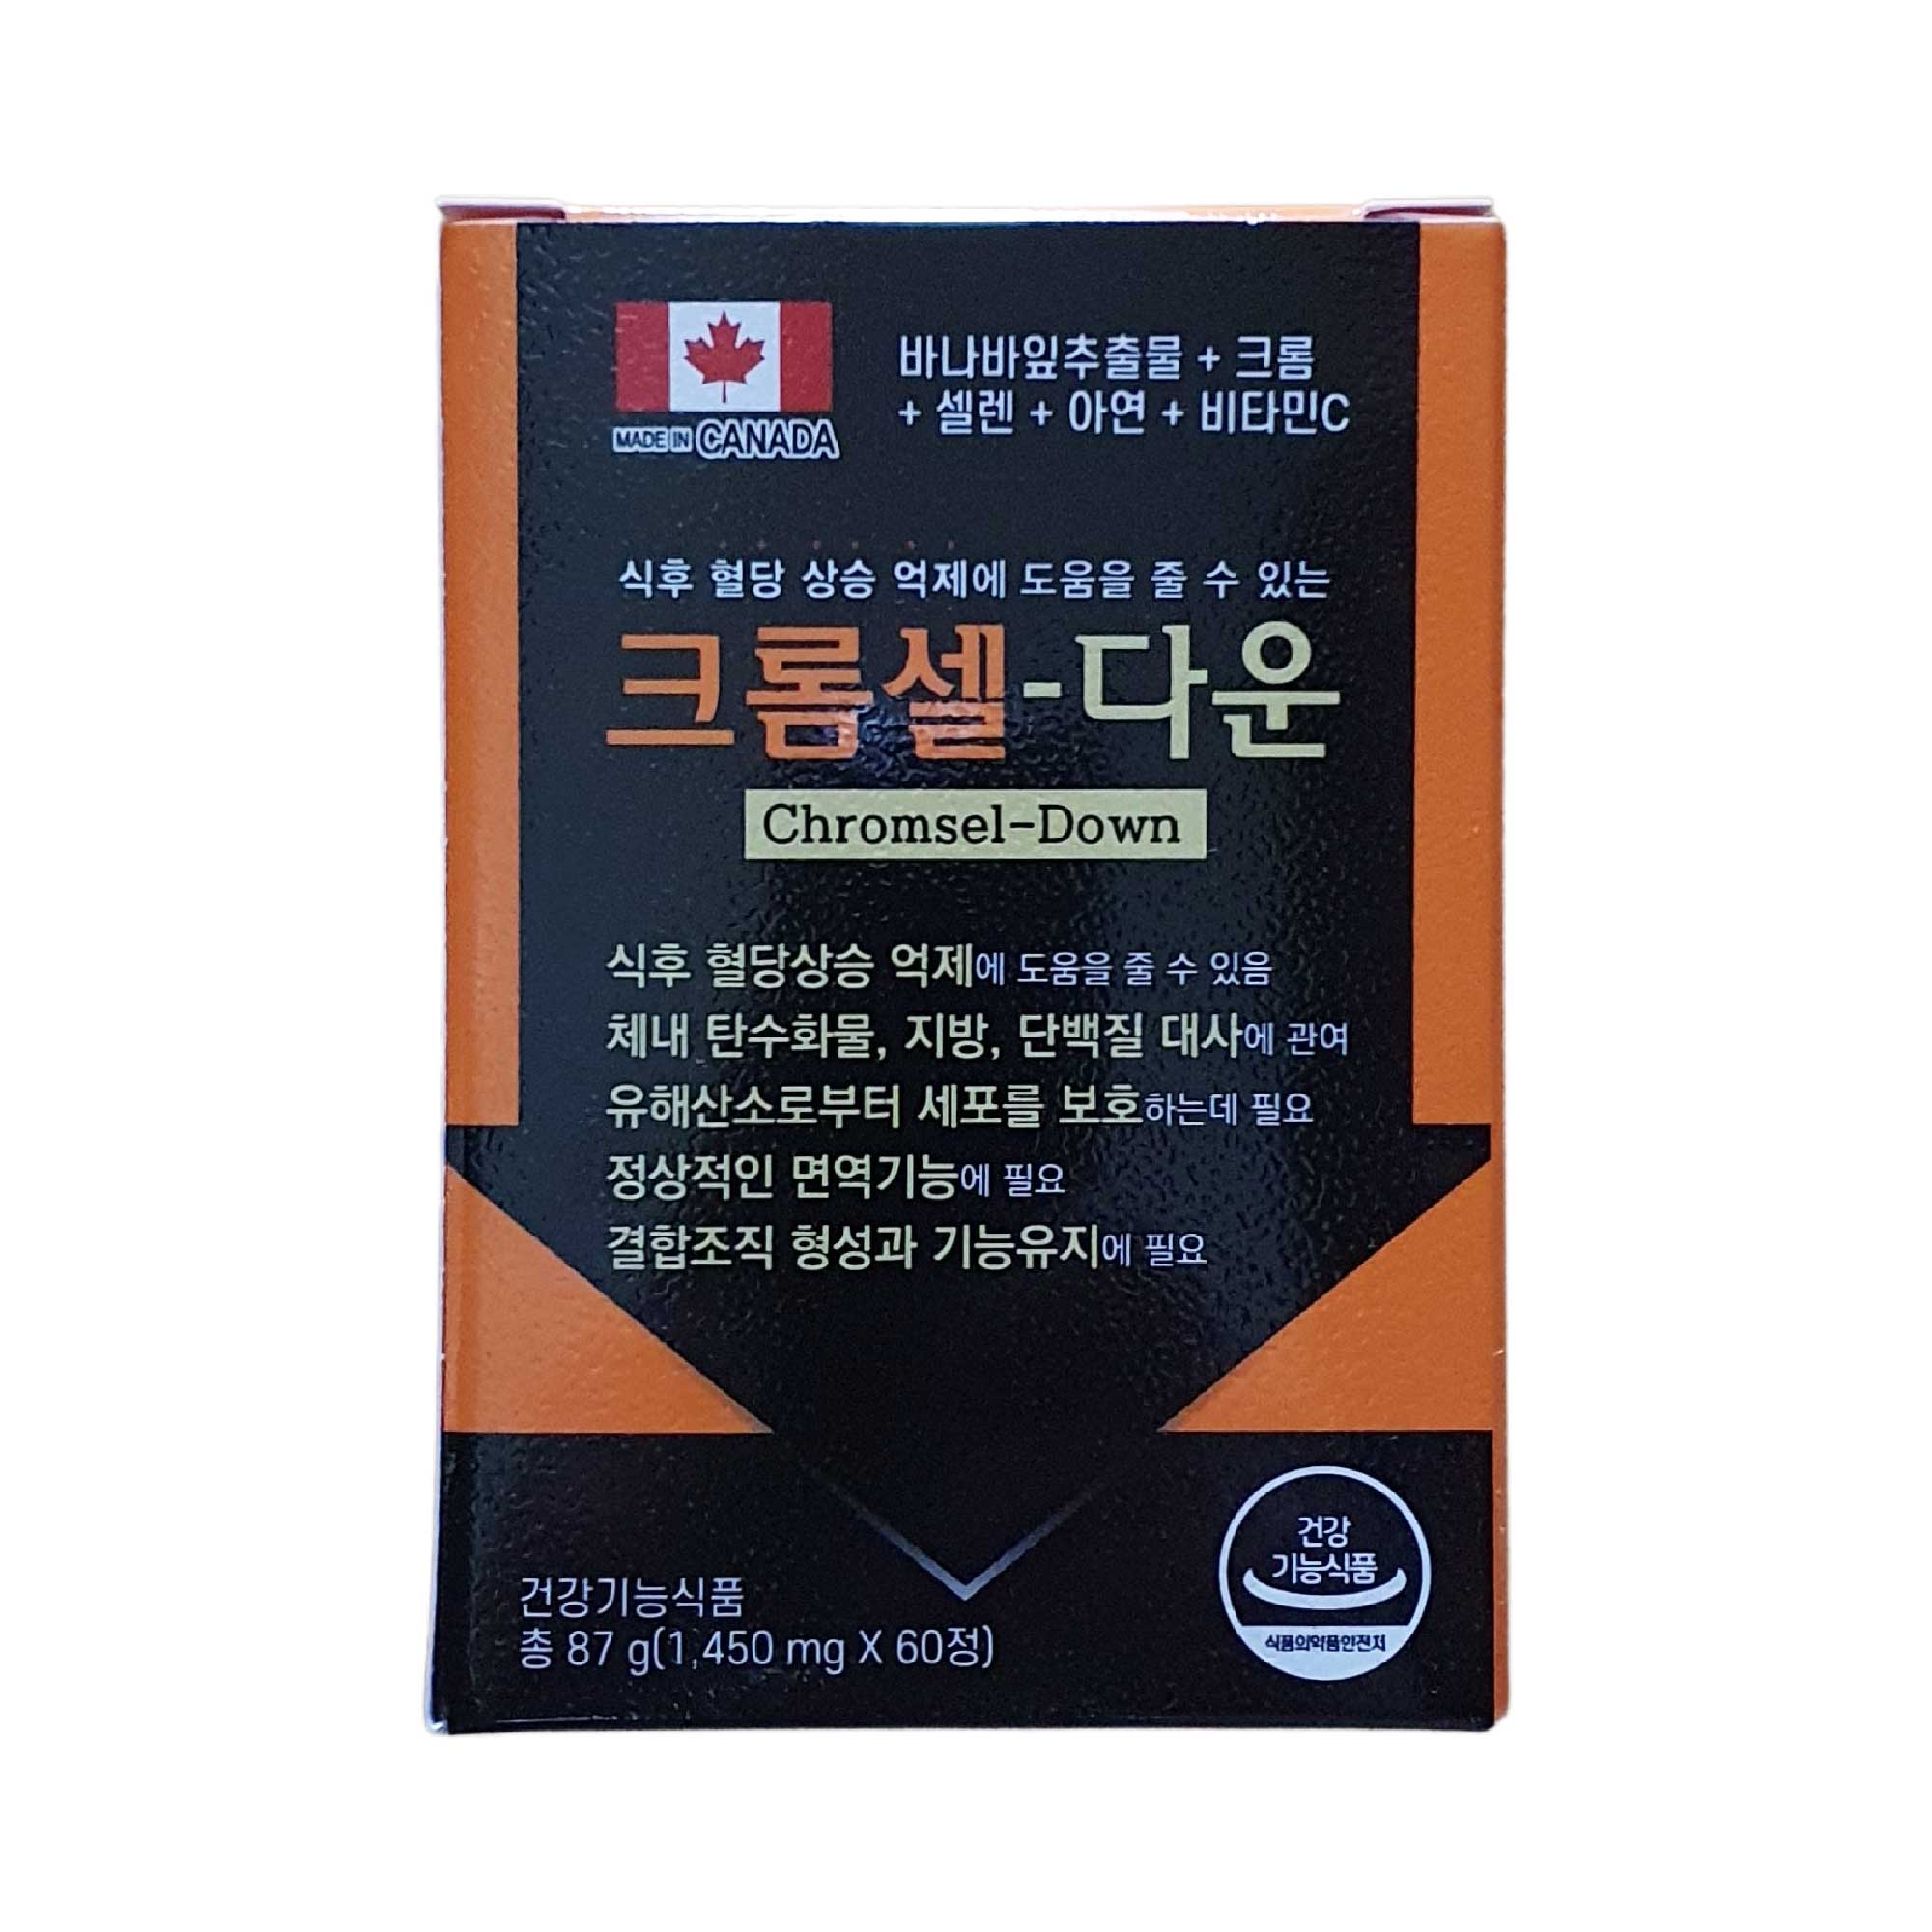 MADE IN CANADA
바나바잎추출물 + 크롬
+ 셀렌 + 아연 + 비타민C
식후 혈당 상승 억제에 도움을 줄 수 있는
크롬셀-다운
Chromsel-Down
식후 혈당상승 억제에 도움을 줄 수 있음
체내 탄수화물, 지방, 단백질 대사에 관여
유해산소로부터 세포를 보호하는데 필요
정상적인 면역기능에 필요
결합조직 형성과 기능유지에 필요
건강기능식품
총 87 g(1,450 mg X 60정)
건강
기능식품
식품의약품안전처